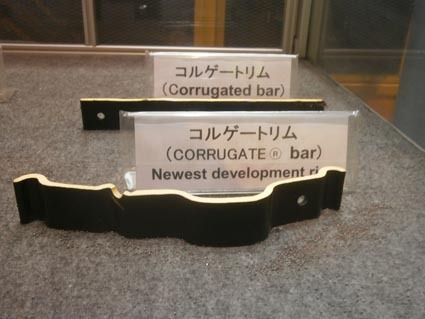 コルゲートリム
(Corrugated bar)
コルゲートリム
(CORRUGATE® bar)
Newest development